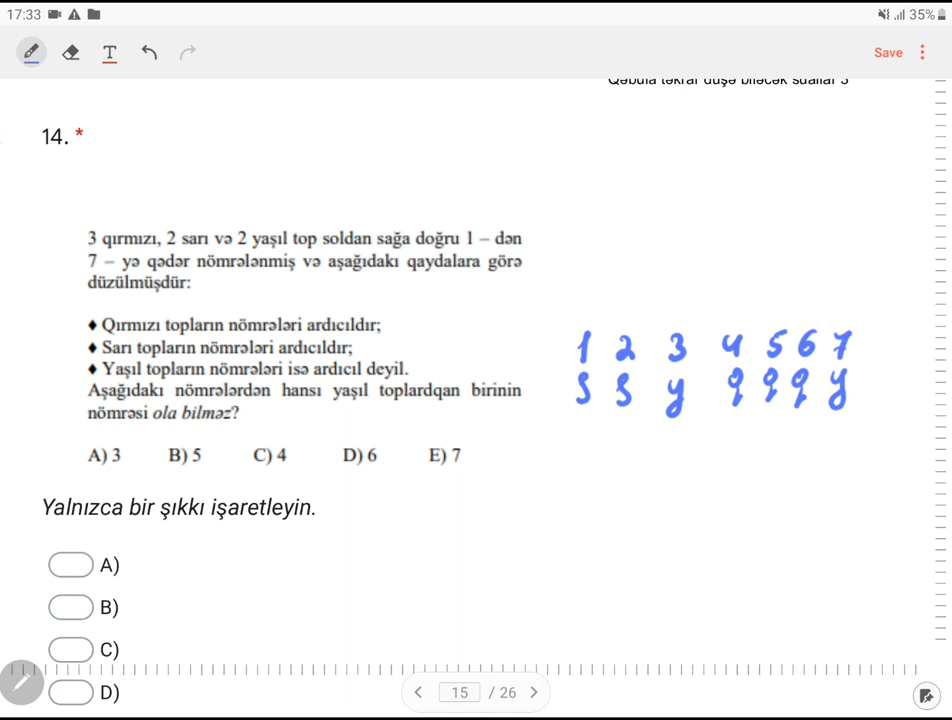 17:33 35%
T Save
Qəbula təkrar düşə biləcək suallar 3
14. *
3 qırmızı, 2 sarı və 2 yaşıl top soldan sağa doğru 1 – dən
7 – yə qədər nömrələnmiş və aşağıdakı qaydalara görə
düzülmüşdür:
♦ Qırmızı topların nömrələri ardıcıldır;
♦ Sarı topların nömrələri ardıcıldır;
♦ Yaşıl topların nömrələri isə ardıcıl deyil.
Aşağıdakı nömrələrdən hansı yaşıl toplardqan birinin
nömrəsi ola bilməz?
A) 3 B) 5 C) 4 D) 6 E) 7
1 2 3 4 5 6 7
S S y q q q y
Yalnızca bir şıkkı işaretleyin.
A)
B)
C)
D)
15 / 26